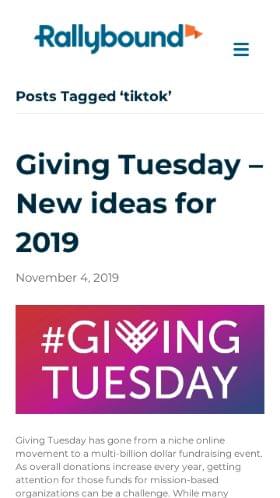 Rallybound
Posts Tagged ‘tiktok’
Giving Tuesday –
New ideas for
2019
November 4, 2019
#GIVING
TUESDAY
Giving Tuesday has gone from a niche online
movement to a multi-billion dollar fundraising event.
As overall donations increase every year, getting
attention for those funds for mission-based
organizations can be a challenge. While many